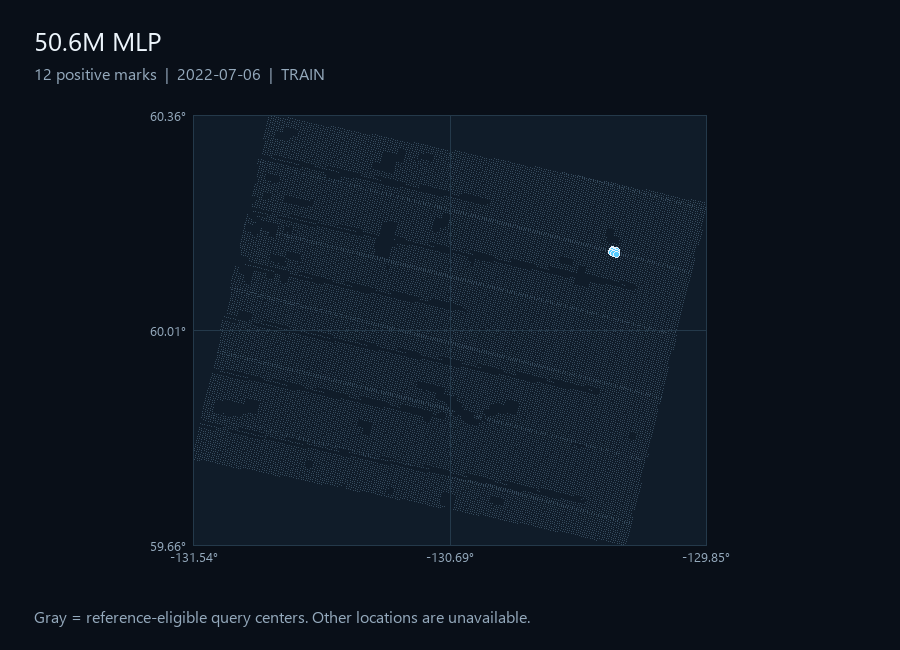 50.6M MLP
12 positive marks | 2022-07-06 | TRAIN
60.36°
60.01°
59.66°
-131.54°
-130.69°
-129.85°
Gray = reference-eligible query centers. Other locations are unavailable.